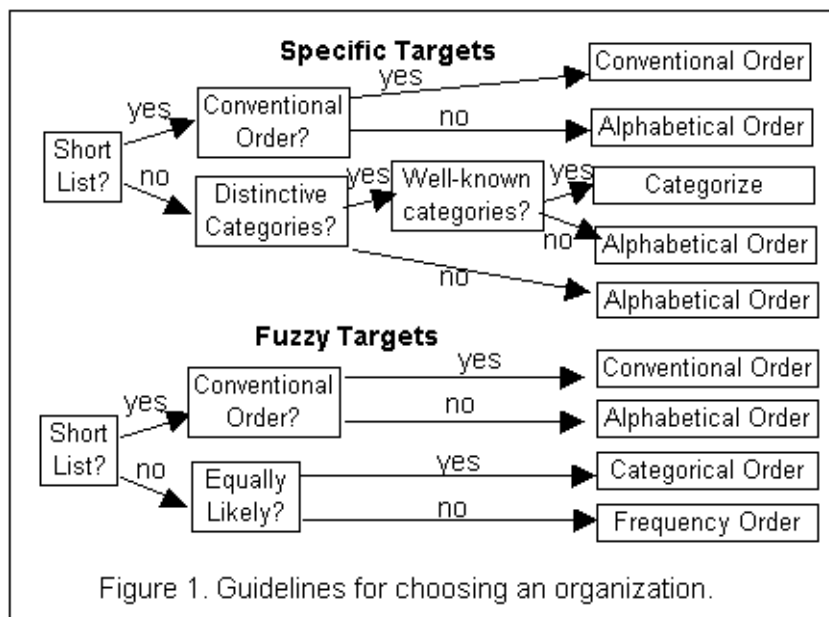 Specific Targets
Short
List?
yes
no
Conventional
Order?
yes
no
Conventional Order
Alphabetical Order
Distinctive
Categories?
yes
no
Well-known
categories?
yes
no
Categorize
Alphabetical Order
Alphabetical Order
Fuzzy Targets
Short
List?
yes
no
Conventional
Order?
yes
no
Conventional Order
Alphabetical Order
Equally
Likely?
yes
no
Categorical Order
Frequency Order
Figure 1. Guidelines for choosing an organization.